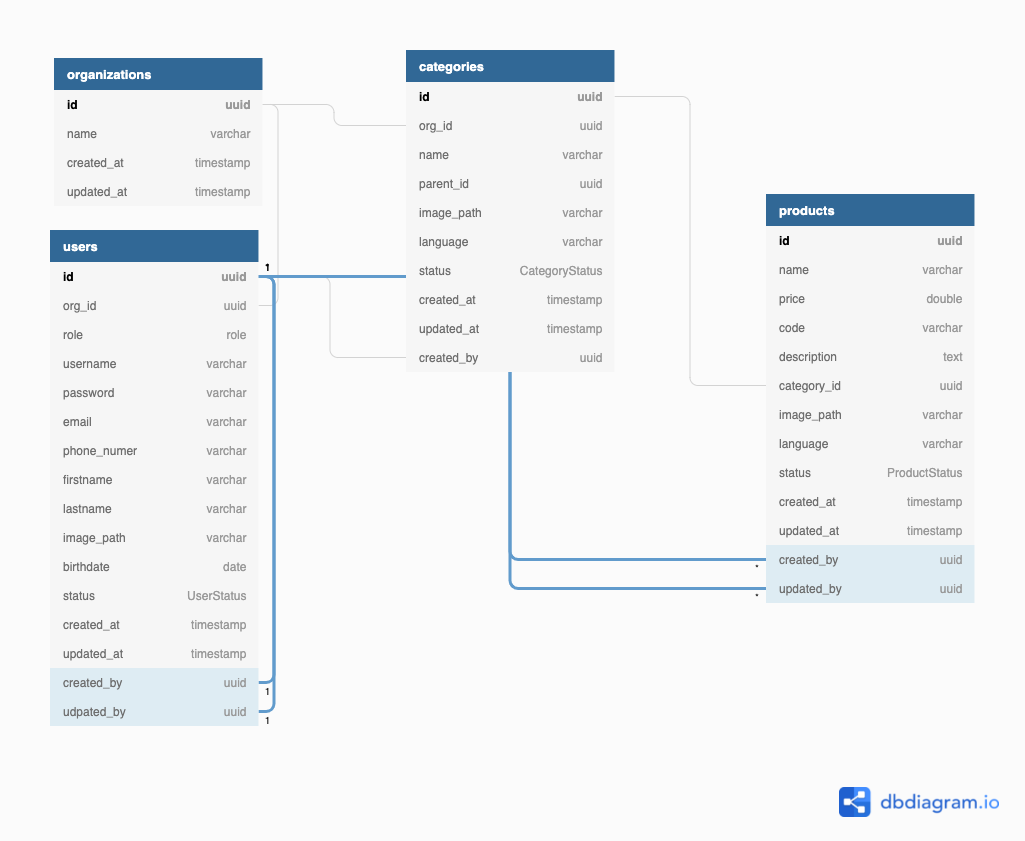 organizations
id uuid
name varchar
created_at timestamp
updated_at timestamp
users
id uuid
org_id uuid
role role
username varchar
password varchar
email varchar
phone_numer varchar
firstname varchar
lastname varchar
image_path varchar
birthdate date
status UserStatus
created_at timestamp
updated_at timestamp
created_by uuid
udpated_by uuid
1
1
1
categories
id uuid
org_id uuid
name varchar
parent_id uuid
image_path varchar
language varchar
status CategoryStatus
created_at timestamp
updated_at timestamp
created_by uuid
products
id uuid
name varchar
price double
code varchar
description text
category_id uuid
image_path varchar
language varchar
status ProductStatus
created_at timestamp
updated_at timestamp
created_by uuid
updated_by uuid
*
*
dbdiagram.io